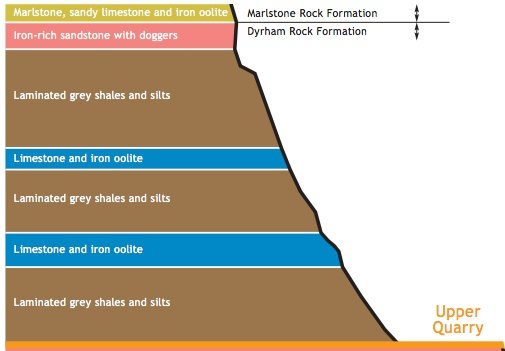 Marlstone, sandy limestone and iron oolite
Marlstone Rock Formation
Dyrham Rock Formation
Iron-rich sandstone with doggers
Laminated grey shales and silts
Limestone and iron oolite
Laminated grey shales and silts
Limestone and iron oolite
Laminated grey shales and silts
Upper
Quarry